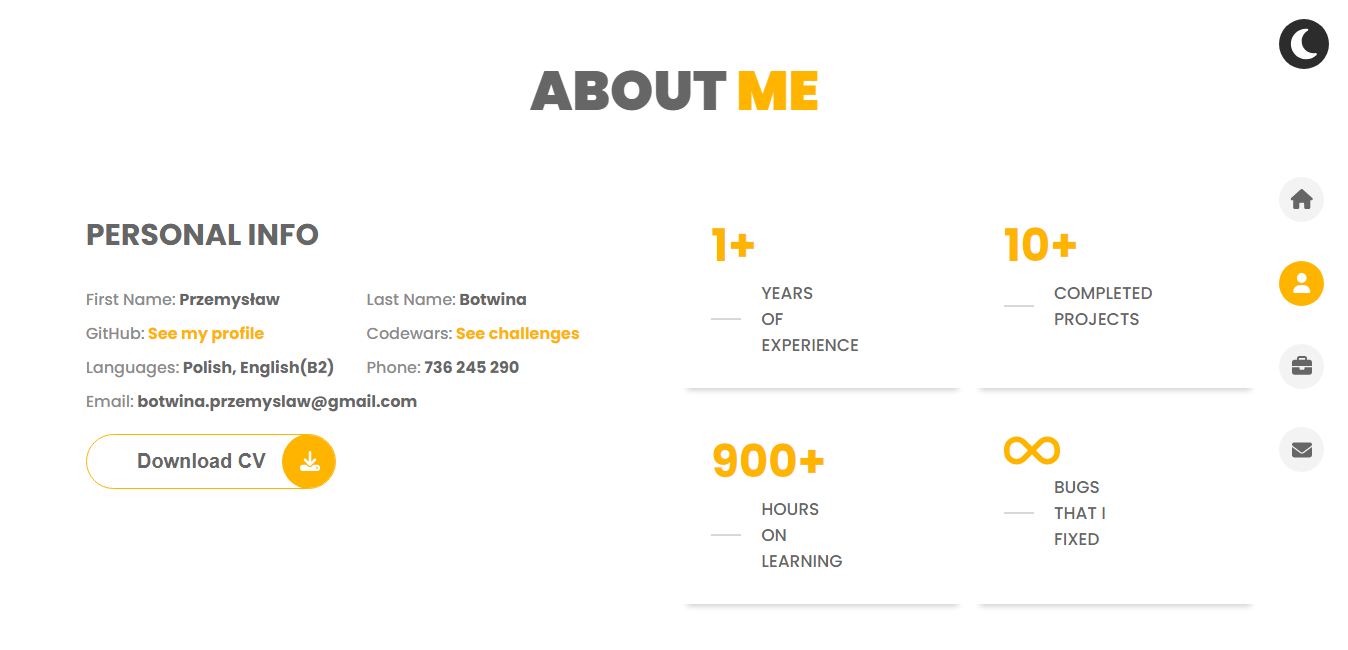 ABOUT ME
PERSONAL INFO
First Name: Przemysław
Last Name: Botwina
GitHub: See my profile
Codewars: See challenges
Languages: Polish, English(B2)
Phone: 736 245 290
Email: botwina.przemyslaw@gmail.com
Download CV
1+
YEARS
OF
EXPERIENCE
10+
COMPLETED
PROJECTS
900+
HOURS
ON
LEARNING
∞
BUGS
THAT I
FIXED